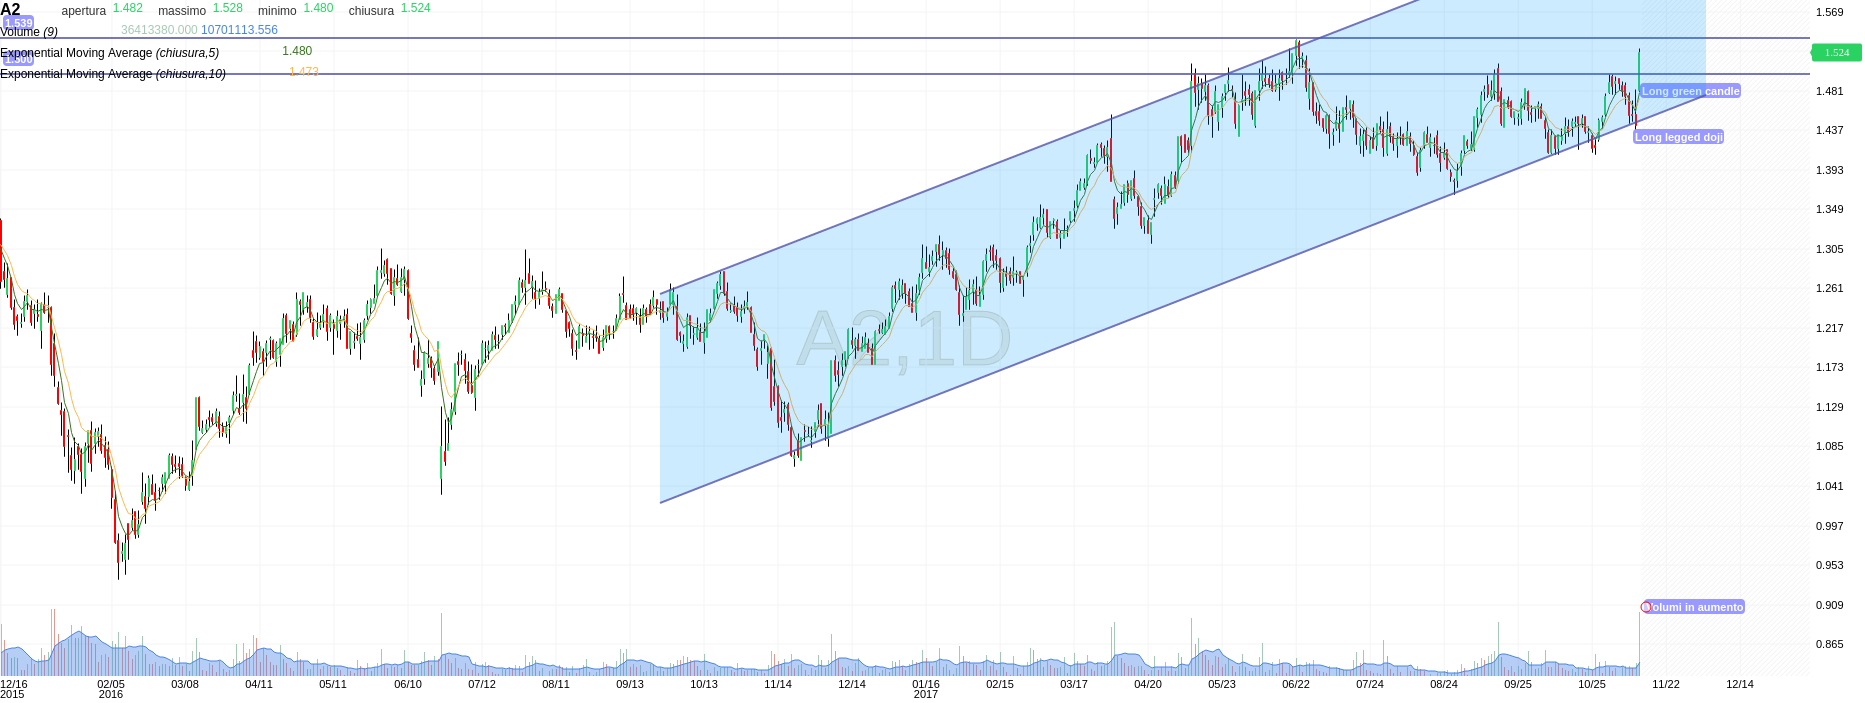 A2 apertura 1.482 massimo 1.528 minimo 1.480 chiusura 1.524
1.539
Volume (9) 36413380.000 10701113.556
Exponential Moving Average (chiusura,5) 1.480
1.500
Exponential Moving Average (chiusura,10) 1.473
1.569
1.524
1.481
1.437
1.393
1.349
1.305
1.261
1.217
1.173
1.129
1.085
1.041
0.997
0.953
0.909
0.865
Long green candle
Long legged doji
A2,1D
Volumi in aumento
12/16 02/05 03/08 04/11 05/11 06/10 07/12 08/11 09/13 10/13 11/14 12/14 01/16 02/15 03/17 04/20 05/23 06/22 07/24 08/24 09/25 10/25 11/22 12/14
2015 2016 2017